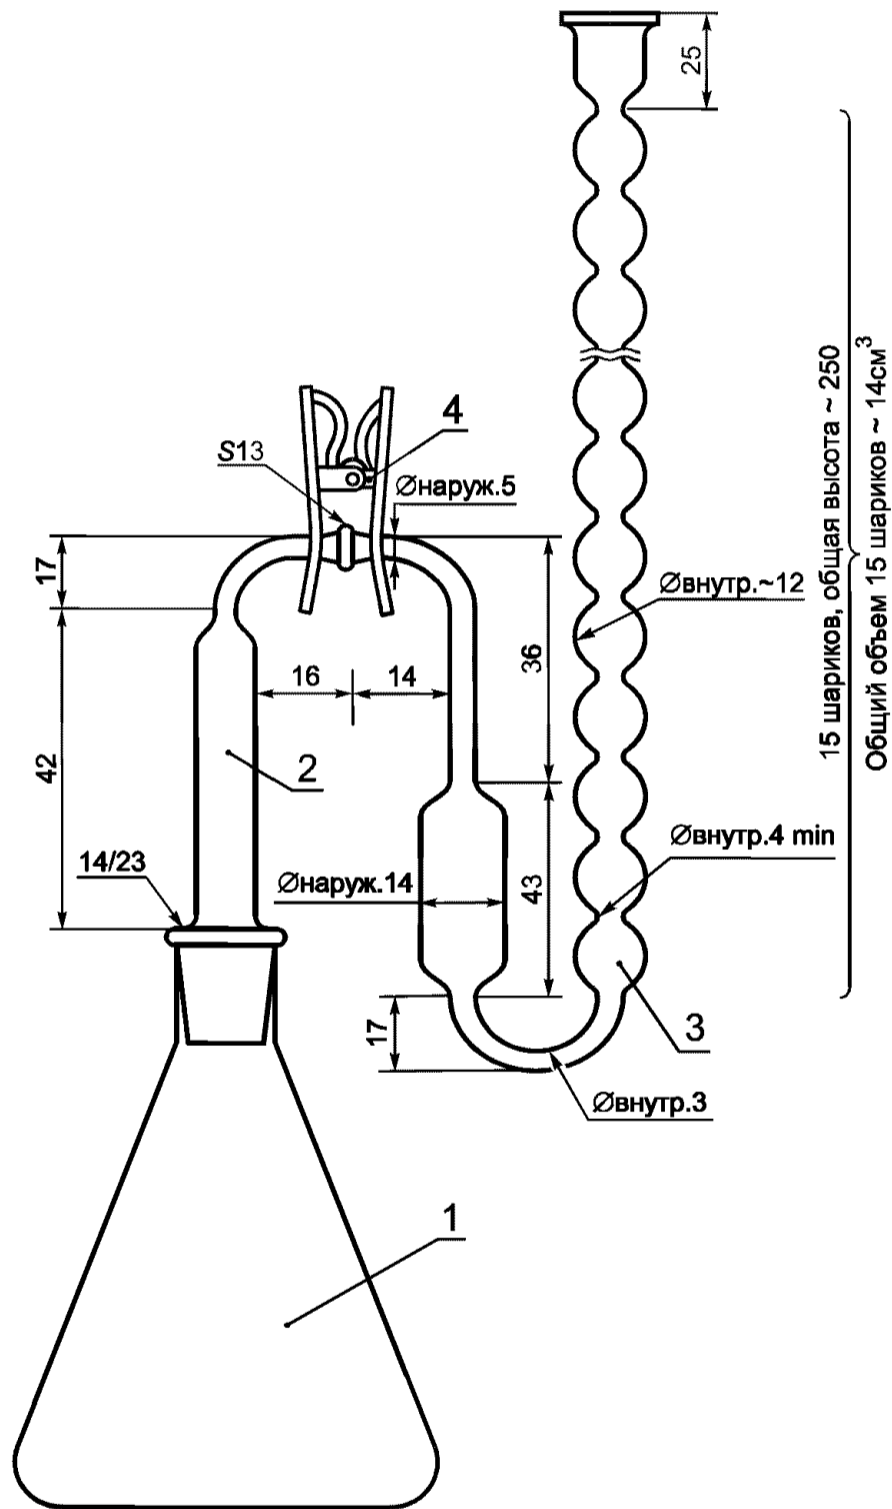 25
4
S13
Øнаруж.5
17
Øвнутр.~12
15 шариков, общая высота ~ 250
Общий объем 15 шариков ~ 14см³
36
16
14
42
2
Øвнутр.4 min
14/23
Øнаруж.14
43
3
17
Øвнутр.3
1